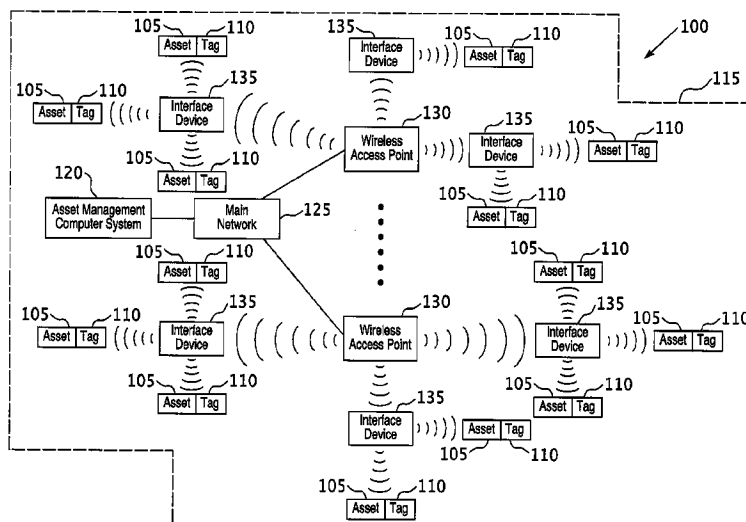 105 110 135 100
Asset Tag Interface Device Asset Tag 105 110
135 115
105 110 Interface Device 130 135
Asset Tag Wireless Access Point Interface Device 105 110
105 110 Asset Tag
Asset Tag
120
Asset Management Computer System Main Network 125 105 110
Asset Tag
105 110
Asset Tag 105 110
Asset Tag
135 130 135
105 110 Interface Device Wireless Access Point Interface Device 105 110
Asset Tag Asset Tag
105 110 105 110
Asset Tag 135 Asset Tag
Interface Device Asset Tag
105 110
105 110
Asset Tag